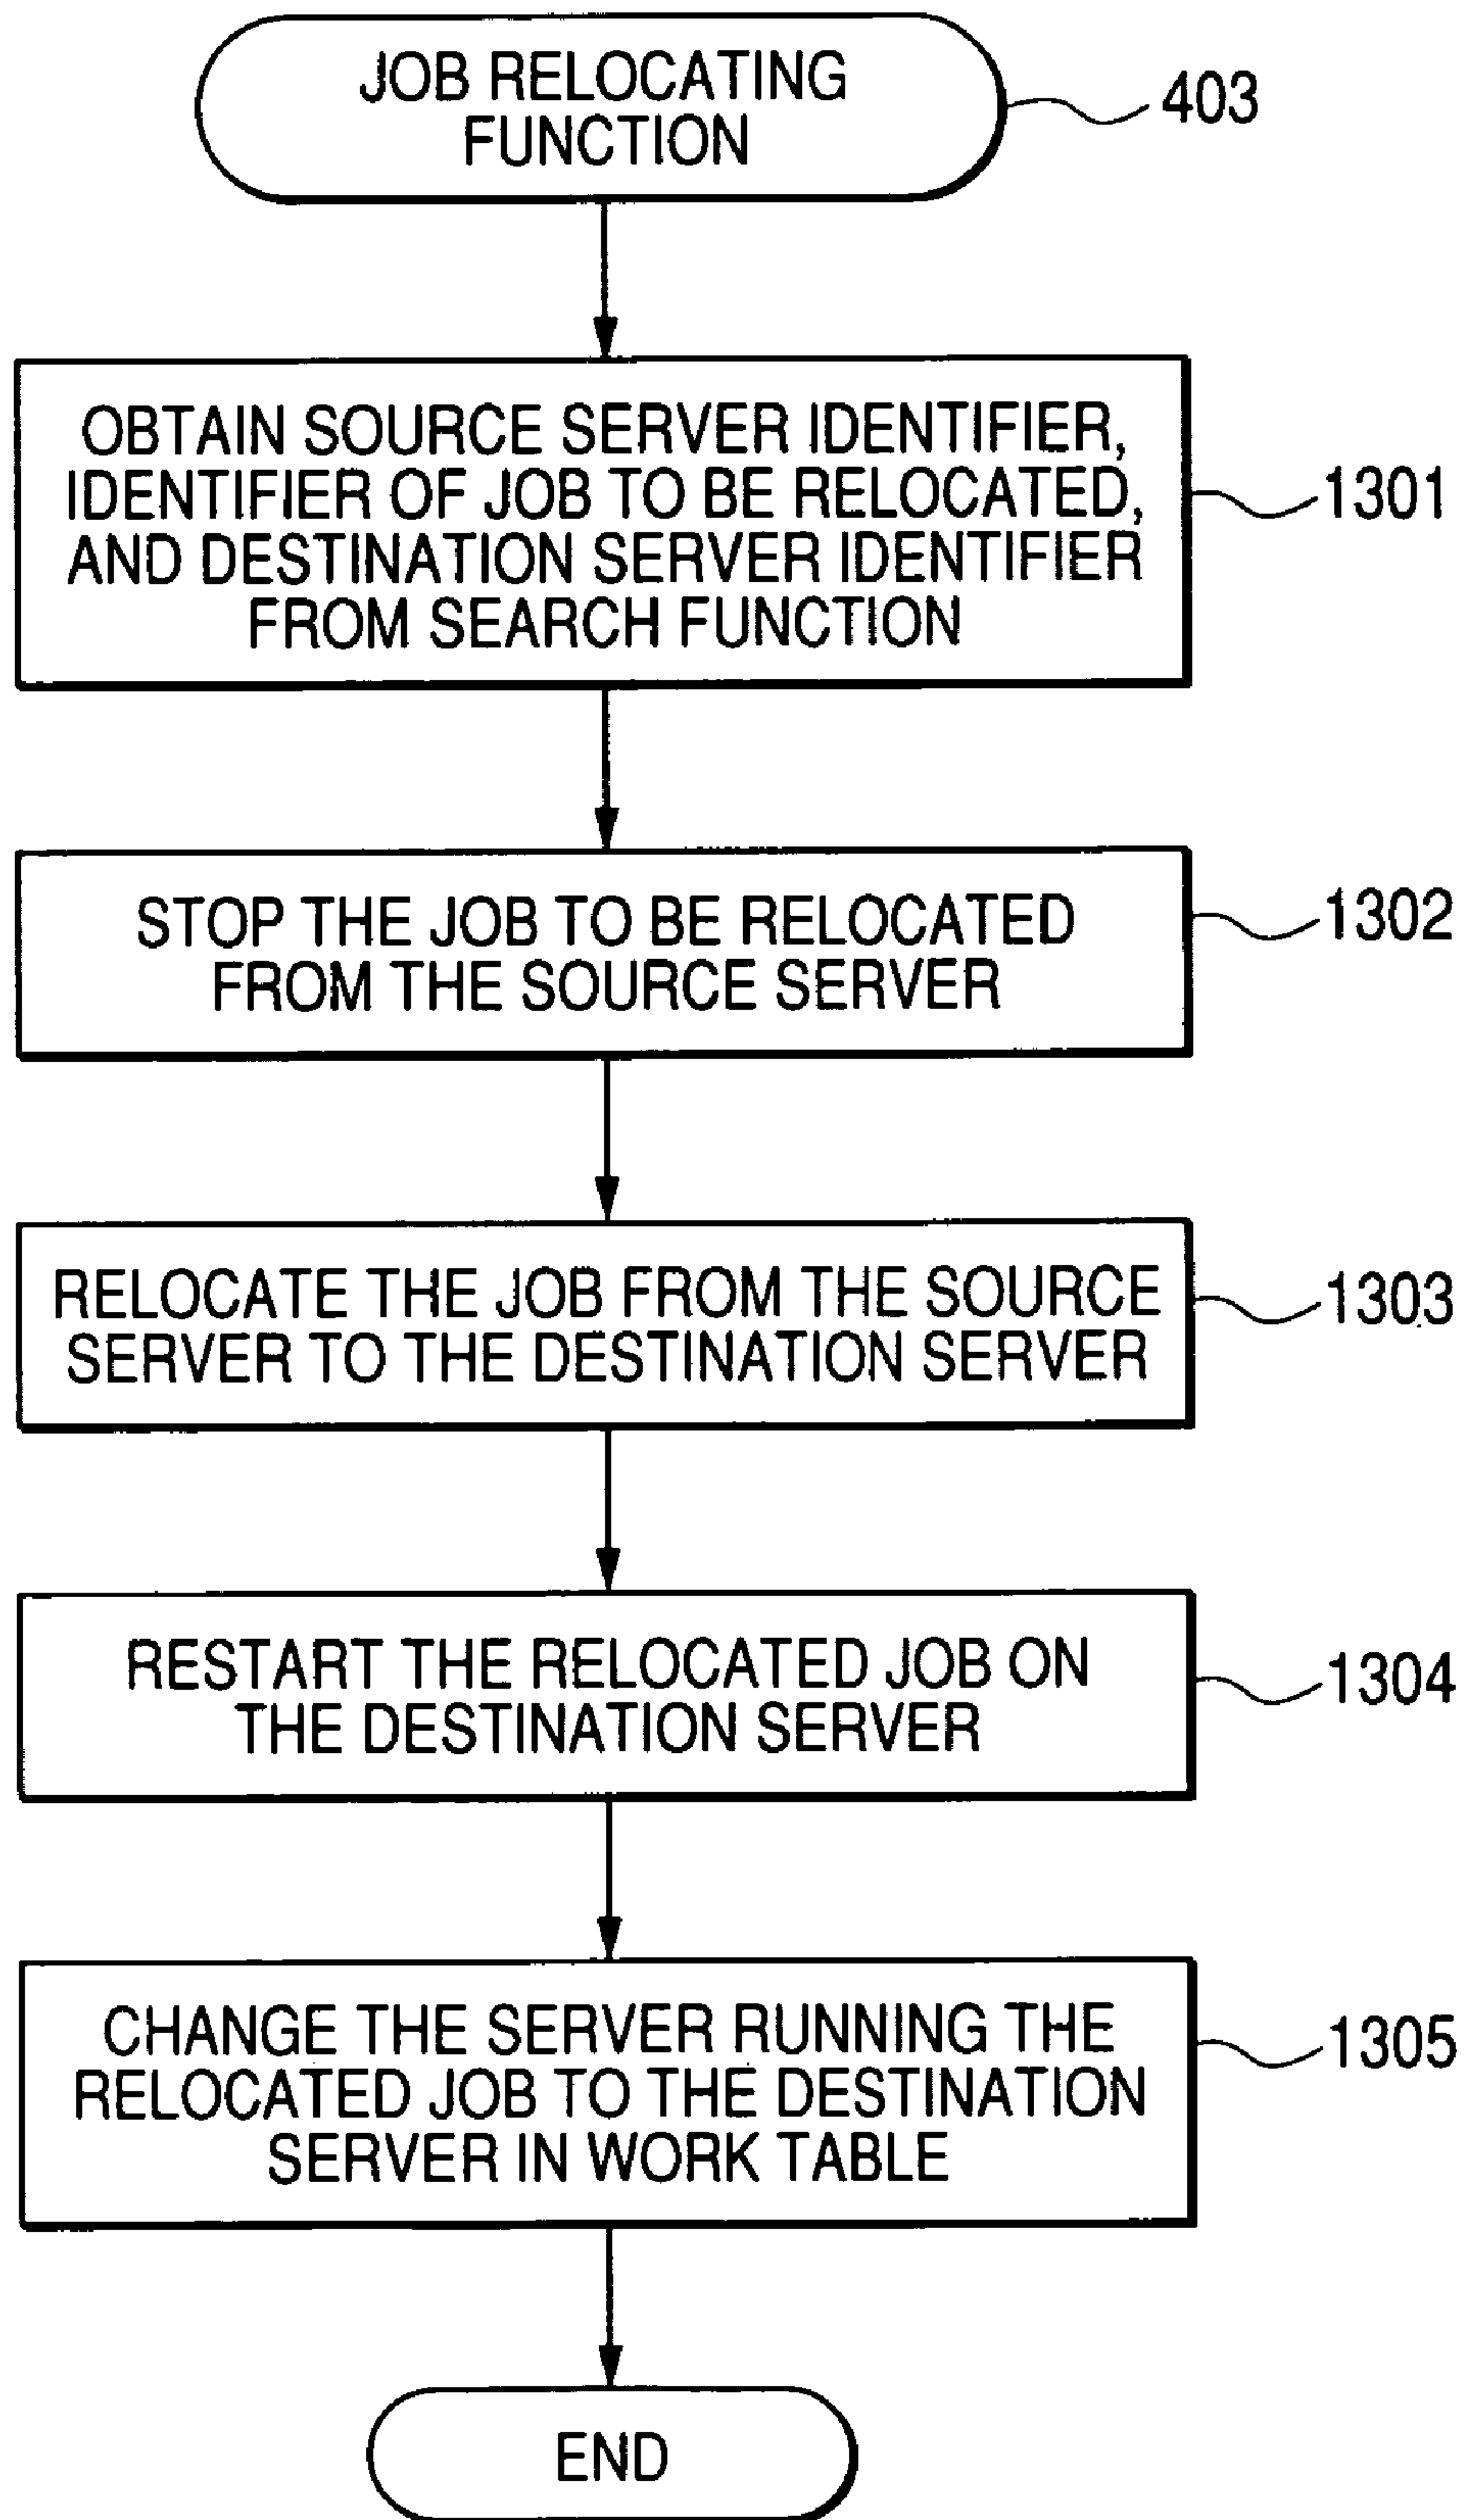 JOB RELOCATING
FUNCTION
403
OBTAIN SOURCE SERVER IDENTIFIER,
IDENTIFIER OF JOB TO BE RELOCATED,
AND DESTINATION SERVER IDENTIFIER
FROM SEARCH FUNCTION
1301
STOP THE JOB TO BE RELOCATED
FROM THE SOURCE SERVER
1302
RELOCATE THE JOB FROM THE SOURCE
SERVER TO THE DESTINATION SERVER
1303
RESTART THE RELOCATED JOB ON
THE DESTINATION SERVER
1304
CHANGE THE SERVER RUNNING THE
RELOCATED JOB TO THE DESTINATION
SERVER IN WORK TABLE
1305
END